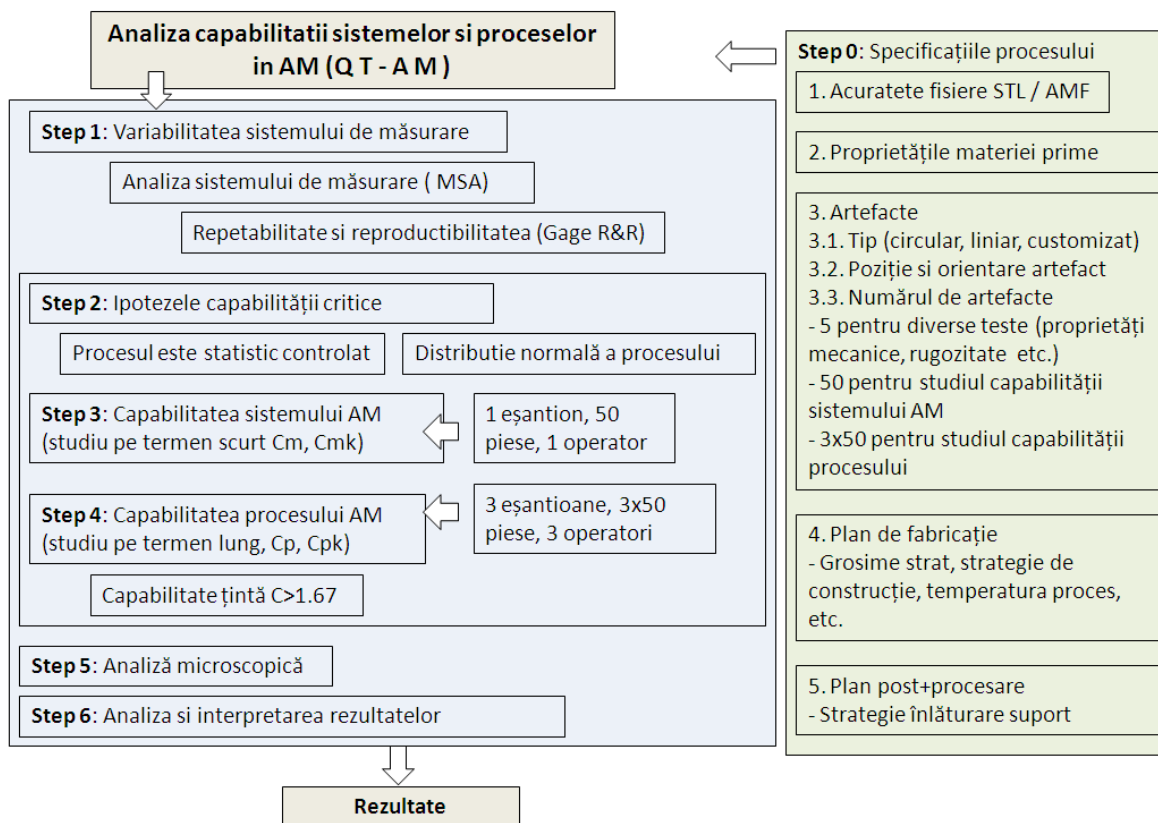 Analiza capabilitatii sistemelor si proceselor
in AM (Q T - A M )
Step 1: Variabilitatea sistemului de măsurare
Analiza sistemului de măsurare ( MSA)
Repetabilitate si reproductibilitatea (Gage R&R)
Step 2: Ipotezele capabilității critice
Procesul este statistic controlat
Distributie normală a procesului
Step 3: Capabilitatea sistemului AM
(studiu pe termen scurt Cm, Cmk)
1 eșantion, 50
piese, 1 operator
Step 4: Capabilitatea procesului AM
(studiu pe termen lung, Cp, Cpk)
3 eșantioane, 3x50
piese, 3 operatori
Capabilitate țintă C>1.67
Step 5: Analiză microscopică
Step 6: Analiza si interpretarea rezultatelor
Rezultate
Step 0: Specificațiile procesului
1. Acuratete fisiere STL / AMF
2. Proprietățile materiei prime
3. Artefacte
3.1. Tip (circular, liniar, customizat)
3.2. Poziție si orientare artefact
3.3. Numărul de artefacte
- 5 pentru diverse teste (proprietăți
mecanice, rugozitate etc.)
- 50 pentru studiul capabilității
sistemului AM
- 3x50 pentru studiul capabilității
procesului
4. Plan de fabricație
- Grosime strat, strategie de
construcție, temperatura proces,
etc.
5. Plan post+procesare
- Strategie înlăturare suport